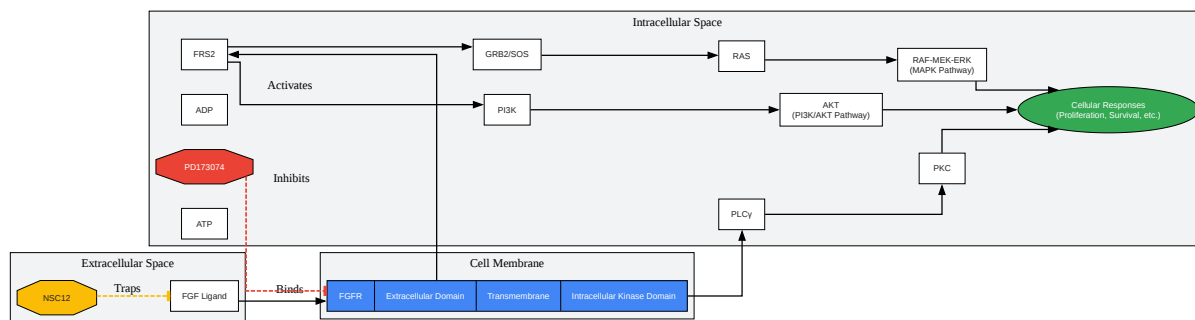 Intracellular Space
FRS2
GRB2/SOS
RAS
RAF-MEK-ERK
(MAPK Pathway)
Activates
ADP
PI3K
AKT
(PI3K/AKT Pathway)
Cellular Responses
(Proliferation, Survival, etc.)
PD173074
Inhibits
PKC
ATP
PLCγ
Extracellular Space
Cell Membrane
NSC12
Traps
FGF Ligand
Binds
FGFR
Extracellular Domain
Transmembrane
Intracellular Kinase Domain